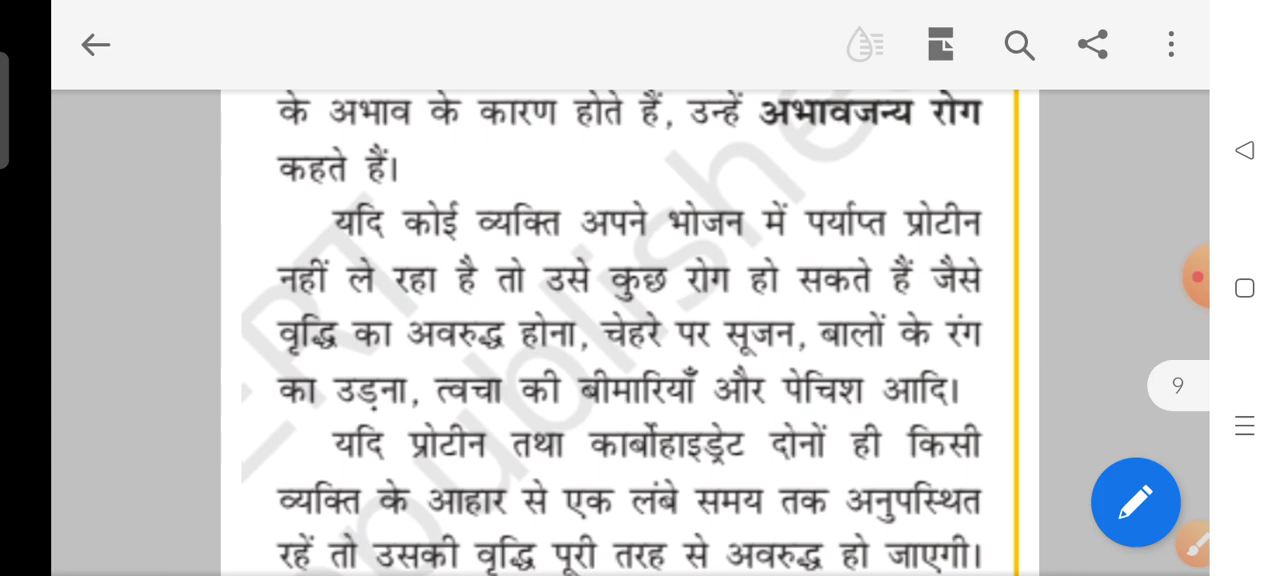 के अभाव के कारण होते हैं, उन्हें अभावजन्य रोग
कहते हैं।
यदि कोई व्यक्ति अपने भोजन में पर्याप्त प्रोटीन
नहीं ले रहा है तो उसे कुछ रोग हो सकते हैं जैसे
वृद्धि का अवरुद्ध होना, चेहरे पर सूजन, बालों के रंग
का उड़ना, त्वचा की बीमारियाँ और पेचिश आदि।
यदि प्रोटीन तथा कार्बोहाइड्रेट दोनों ही किसी
व्यक्ति के आहार से एक लंबे समय तक अनुपस्थित
रहें तो उसकी वृद्धि पूरी तरह से अवरुद्ध हो जाएगी।
9